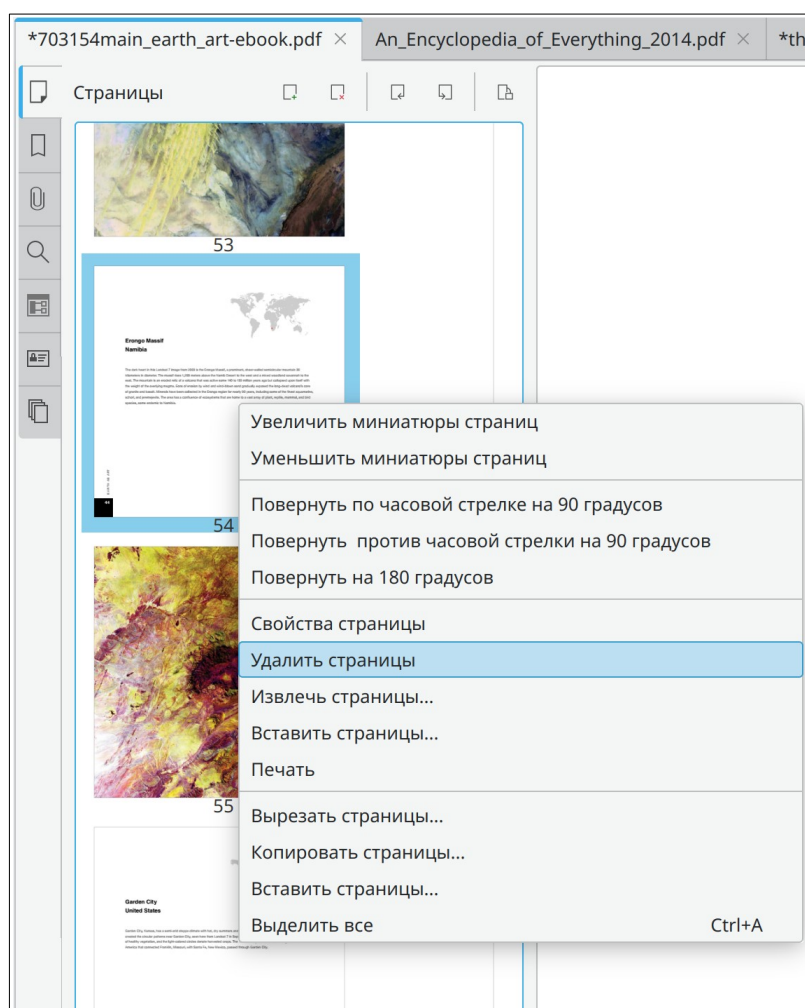 *703154main_earth_art-ebook.pdf
An_Encyclopedia_of_Everything_2014.pdf
*th
Страницы
53
Erongo Massif
Namibia
54
Увеличить миниатюры страниц
Уменьшить миниатюры страниц
Повернуть по часовой стрелке на 90 градусов
Повернуть  против часовой стрелки на 90 градусов
Повернуть на 180 градусов
Свойства страницы
Удалить страницы
Извлечь страницы...
Вставить страницы...
Печать
Вырезать страницы...
Копировать страницы...
Вставить страницы...
Выделить все Ctrl+A
55
Garden City
United States